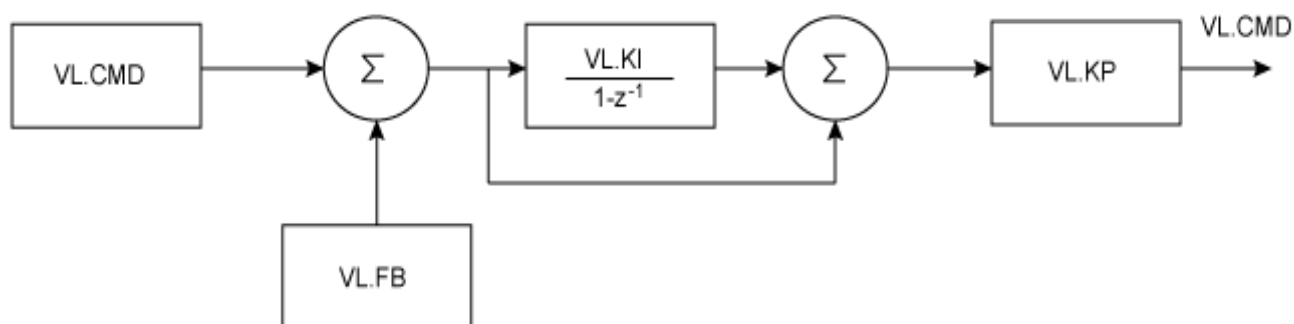 VL.CMD
VL.CMD
Σ
VL.KI
1-z⁻¹
Σ
VL.KP
VL.FB